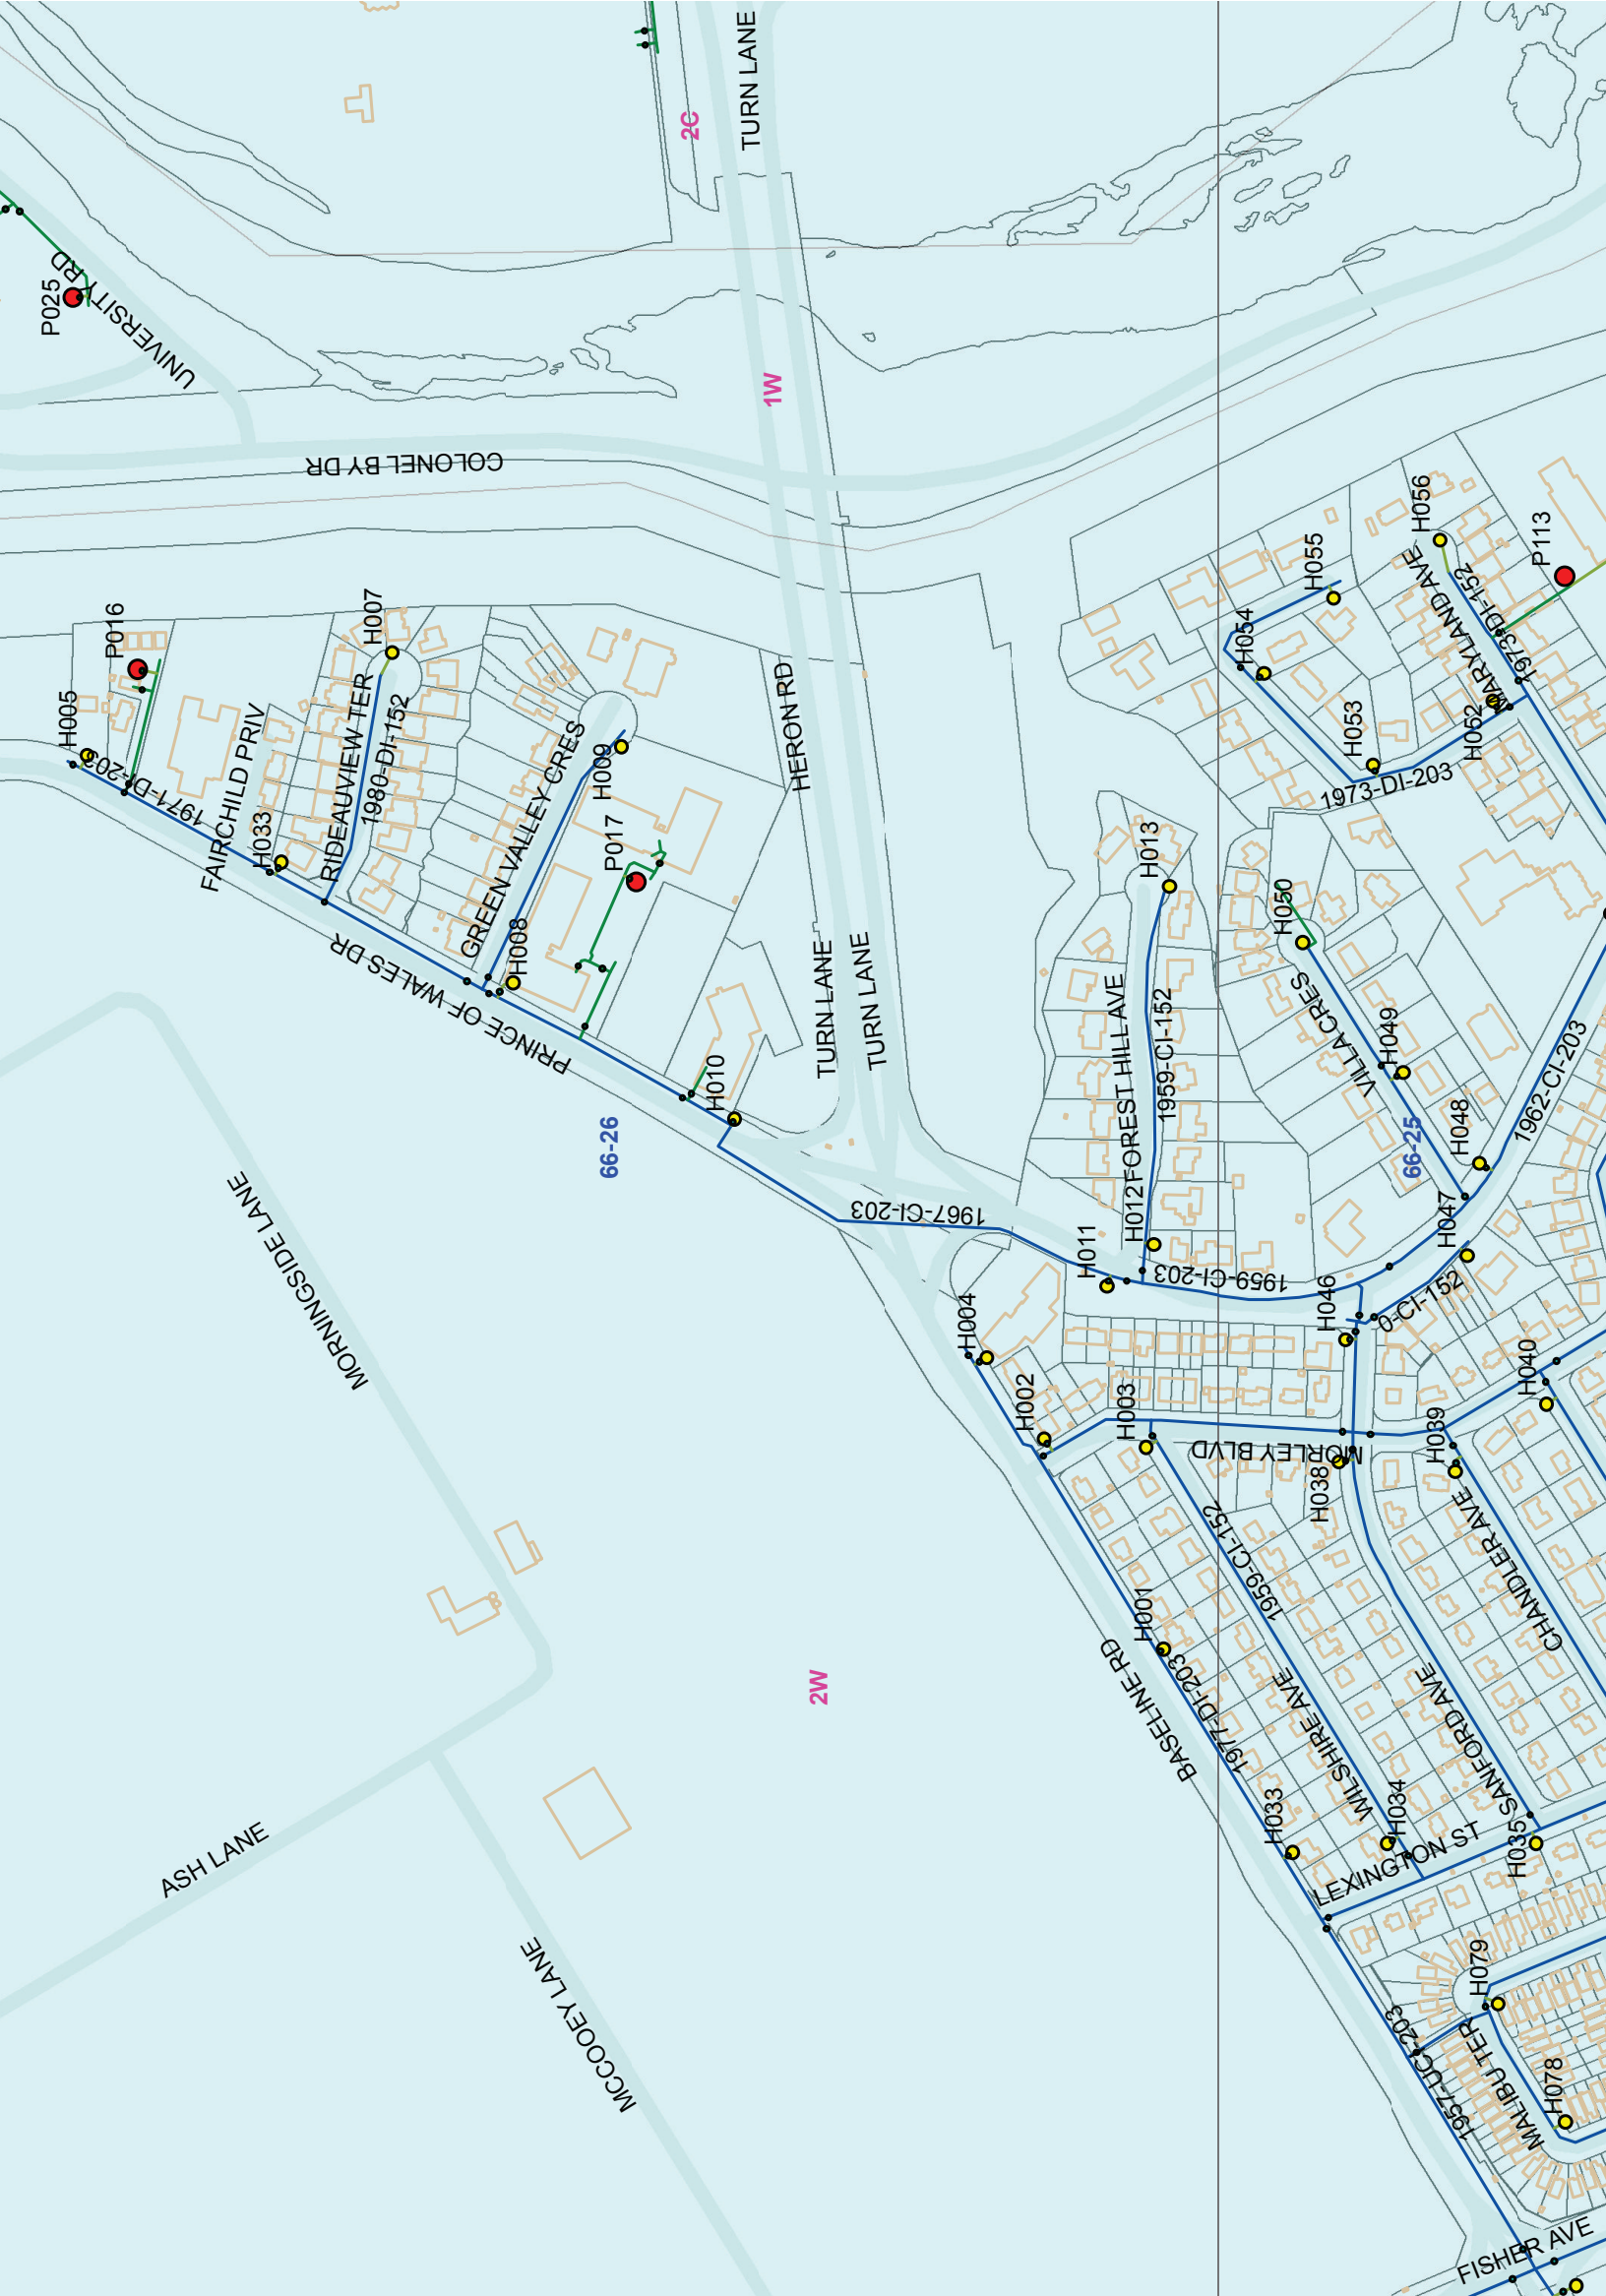 TURN LANE
2C
UNIVERSITY RD
P025
1W
COLONEL BY DR
P016
H005
H007
1971-DI-203
FAIRCHILD PRIV
H033
RIDEAUVIEW TER
1980-DI-152
GREEN VALLEY CRES
H009
HERON RD
P017
H008
PRINCE OF WALES DR
TURN LANE
TURN LANE
H010
66-26
MORNINGSIDE LANE
1967-CI-203
H056
P113
H055
MARYLAND AVE
1973-DI-152
H054
H053
H052
1973-DI-203
H013
H050
FOREST HILL AVE
1959-CI-152
VILLA CRES
H049
1962-CI-203
H048
66-25
H012
H047
H011
1959-CI-203
H046
0-CI-152
H004
H002
H003
H040
MORLEY BLVD
H039
H038
CHANDLER AVE
1959-CI-152
H001
BASELINE RD
1977-DI-203
2W
WILSHIRE AVE
SANFORD AVE
H033
H034
H035
LEXINGTON ST
ASH LANE
MCCOOEY LANE
H079
1957-UCI-203
MALIBU TER
H078
FISHER AVE